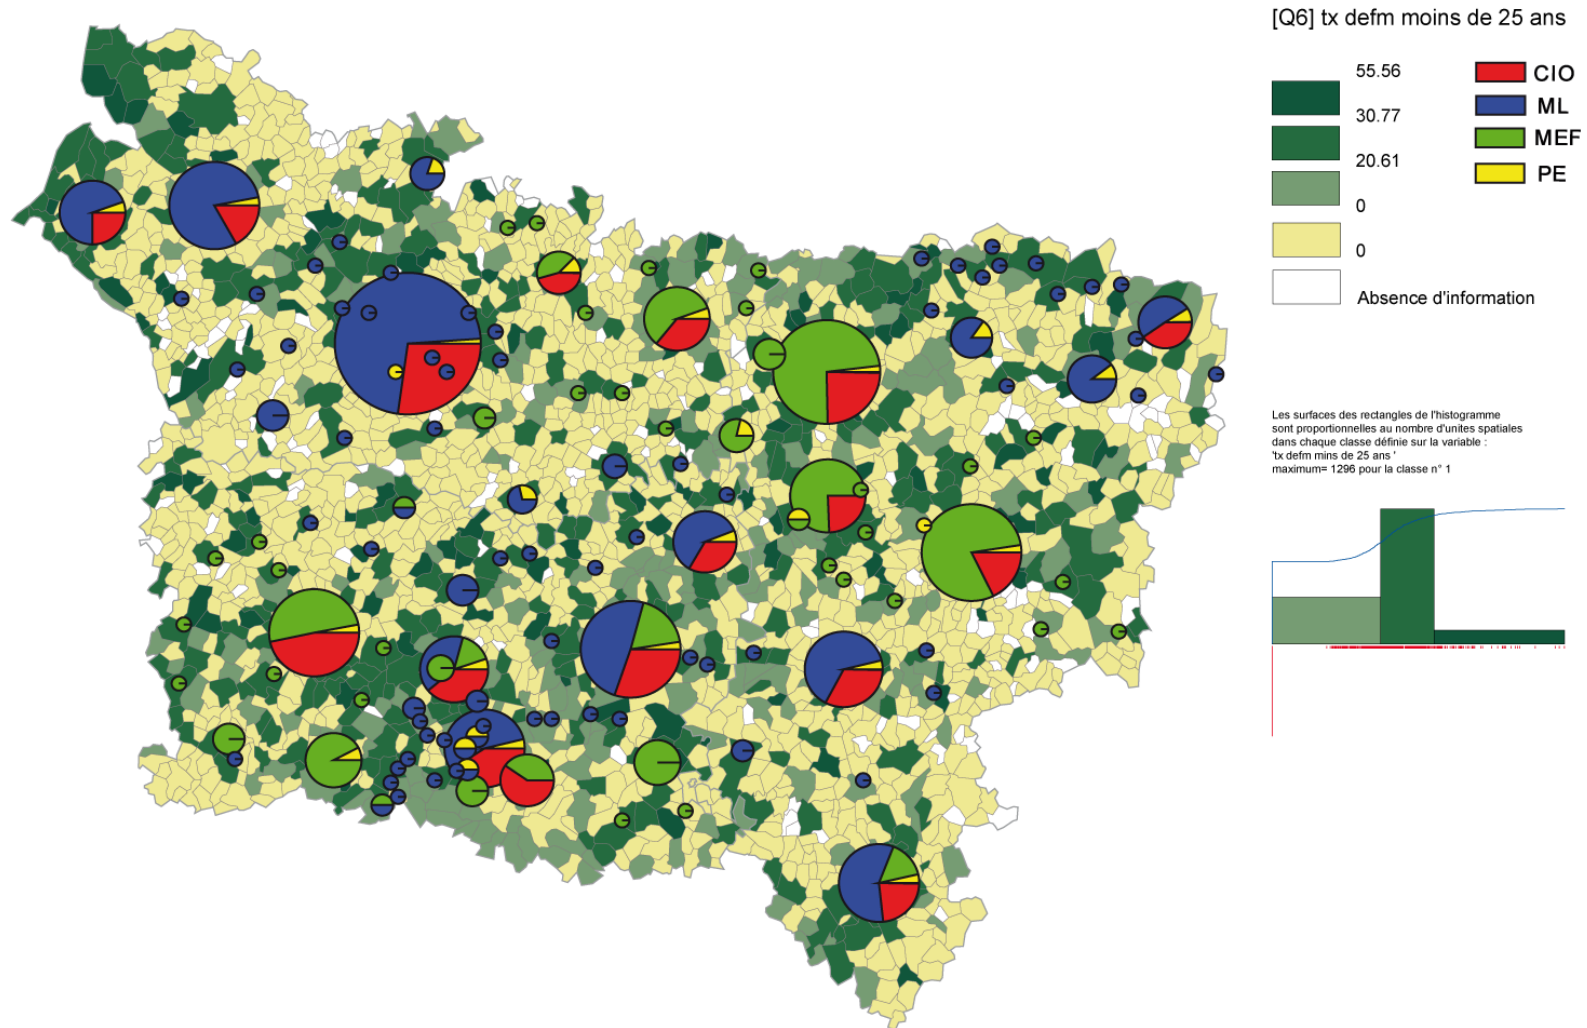 [Q6] tx defm moins de 25 ans
55.56
30.77
20.61
0
0
Absence d'information
CIO
ML
MEF
PE
Les surfaces des rectangles de l'histogramme
sont proportionnelles au nombre d'unites spatiales
dans chaque classe définie sur la variable :
'tx defm mins de 25 ans '
maximum= 1296 pour la classe n° 1